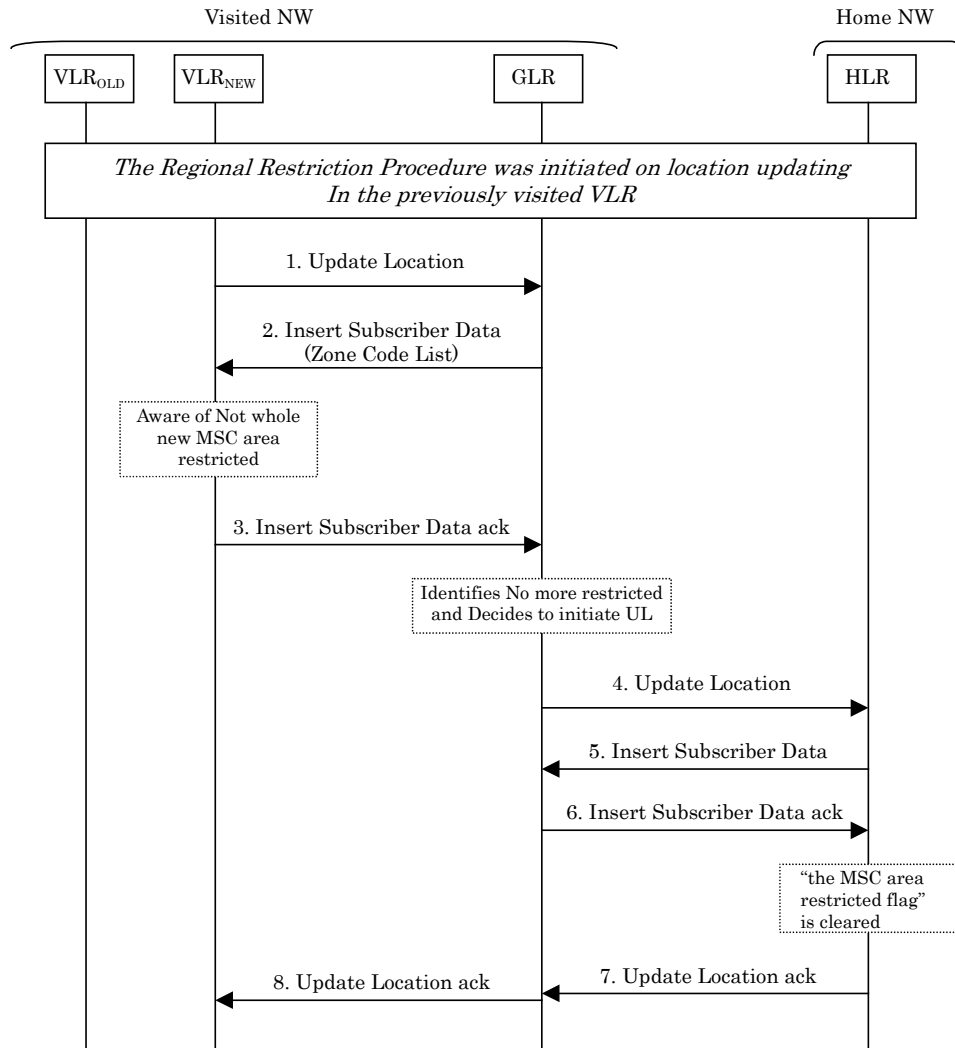 Visited NW
Home NW
VLROLD
VLRNEW
GLR
HLR
The Regional Restriction Procedure was initiated on location updating
In the previously visited VLR
1. Update Location
2. Insert Subscriber Data
(Zone Code List)
Aware of Not whole
new MSC area
restricted
3. Insert Subscriber Data ack
Identifies No more restricted
and Decides to initiate UL
4. Update Location
5. Insert Subscriber Data
6. Insert Subscriber Data ack
“the MSC area
restricted flag”
is cleared
7. Update Location ack
8. Update Location ack